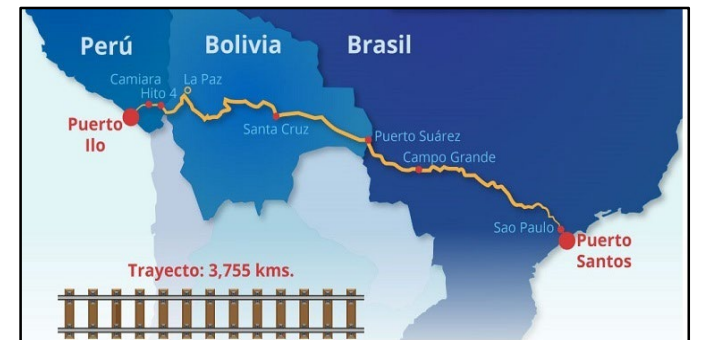 Perú
Bolivia
Brasil
Camiara
Hito 4
La Paz
Puerto
Ilo
Santa Cruz
Puerto Suárez
Campo Grande
Sao Paulo
Puerto
Santos
Trayecto: 3,755 kms.